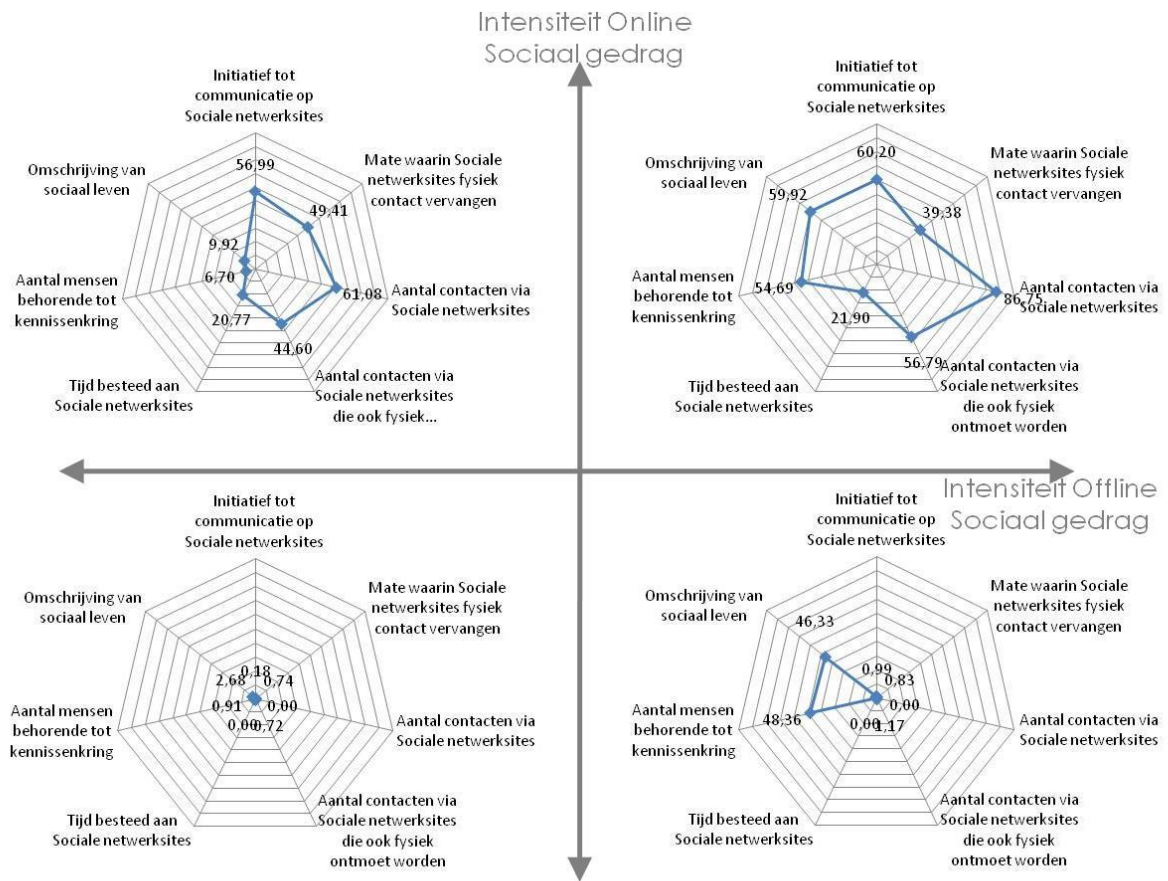 Intensiteit Online
Sociaal gedrag
Initiatief tot
communicatie op
Sociale netwerksites
Mate waarin Sociale
netwerksites fysiek
contact vervangen
Aantal contacten via
Sociale netwerksites
Aantal contacten via
Sociale netwerksites
die ook fysiek...
Tijd besteed aan
Sociale netwerksites
Aantal mensen
behorende tot
kennissenkring
Omschrijving van
sociaal leven
56,99
49,41
61,08
44,60
20,77
6,70
9,92
Initiatief tot
communicatie op
Sociale netwerksites
Mate waarin Sociale
netwerksites fysiek
contact vervangen
Aantal contacten via
Sociale netwerksites
Aantal contacten via
Sociale netwerksites
die ook fysiek
ontmoet worden
Tijd besteed aan
Sociale netwerksites
Aantal mensen
behorende tot
kennissenkring
Omschrijving van
sociaal leven
60,20
39,38
86,75
56,79
21,90
54,69
59,92
Intensiteit Offline
Sociaal gedrag
Initiatief tot
communicatie op
Sociale netwerksites
Mate waarin Sociale
netwerksites fysiek
contact vervangen
Aantal contacten via
Sociale netwerksites
Aantal contacten via
Sociale netwerksites
die ook fysiek
ontmoet worden
Tijd besteed aan
Sociale netwerksites
Aantal mensen
behorende tot
kennissenkring
Omschrijving van
sociaal leven
0,18
0,74
0,00
0,72
0,00
0,91
2,68
Initiatief tot
communicatie op
Sociale netwerksites
Mate waarin Sociale
netwerksites fysiek
contact vervangen
Aantal contacten via
Sociale netwerksites
Aantal contacten via
Sociale netwerksites
die ook fysiek
ontmoet worden
Tijd besteed aan
Sociale netwerksites
Aantal mensen
behorende tot
kennissenkring
Omschrijving van
sociaal leven
0,99
0,83
0,00
1,17
0,00
48,36
46,33